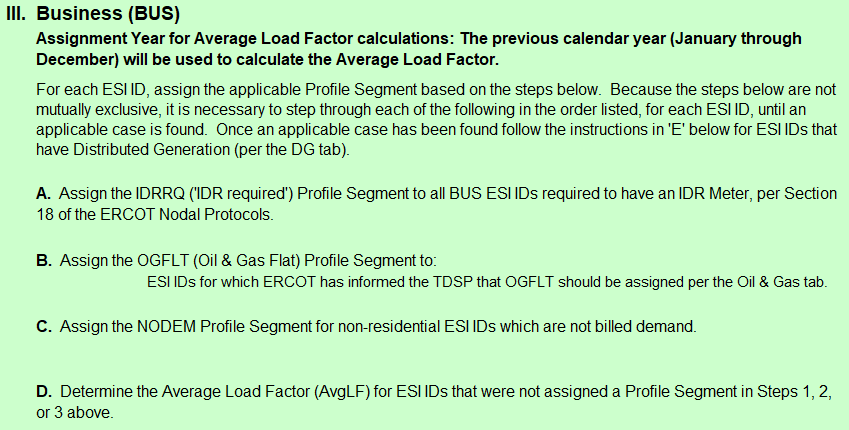 III. Business (BUS)
Assignment Year for Average Load Factor calculations: The previous calendar year (January through
December) will be used to calculate the Average Load Factor.
For each ESI ID, assign the applicable Profile Segment based on the steps below. Because the steps below are not
mutually exclusive, it is necessary to step through each of the following in the order listed, for each ESI ID, until an
applicable case is found. Once an applicable case has been found follow the instructions in 'E' below for ESI IDs that
have Distributed Generation (per the DG tab).
A. Assign the IDRRQ ('IDR required') Profile Segment to all BUS ESI IDs required to have an IDR Meter, per Section
18 of the ERCOT Nodal Protocols.
B. Assign the OGFLT (Oil & Gas Flat) Profile Segment to:
ESI IDs for which ERCOT has informed the TDSP that OGFLT should be assigned per the Oil & Gas tab.
C. Assign the NODEM Profile Segment for non-residential ESI IDs which are not billed demand.
D. Determine the Average Load Factor (AvgLF) for ESI IDs that were not assigned a Profile Segment in Steps 1, 2,
or 3 above.